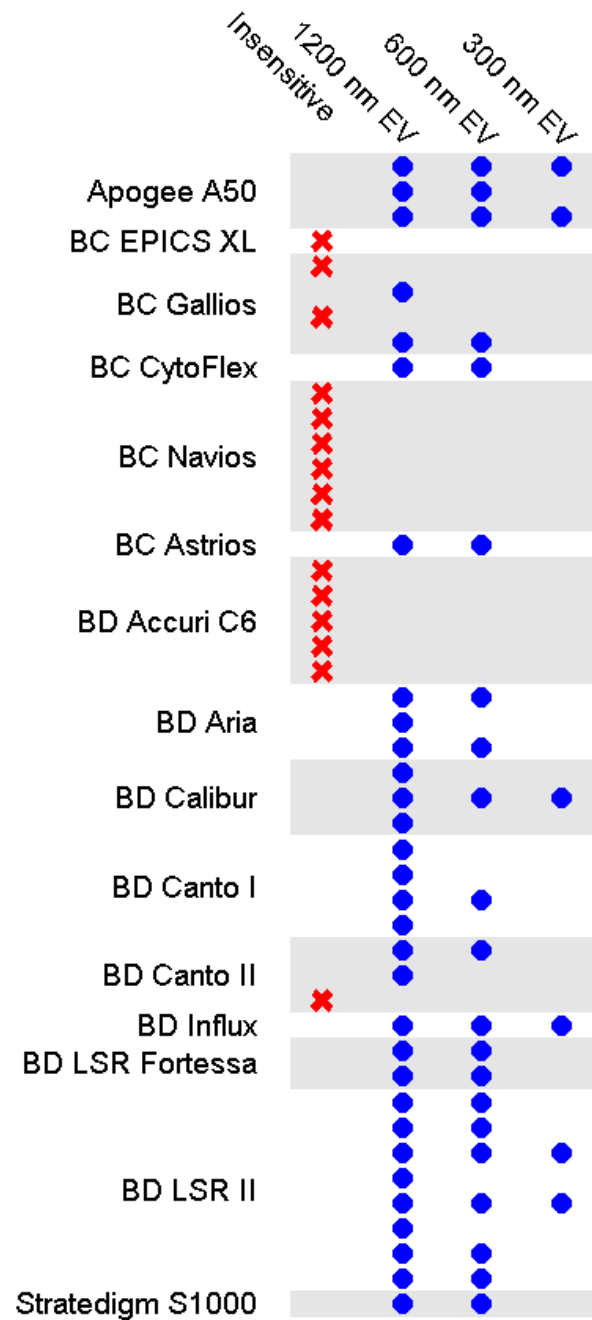 Insensitive
1200 nm EV
600 nm EV
300 nm EV
Apogee A50
BC EPICS XL
BC Gallios
BC CytoFlex
BC Navios
BC Astrios
BD Accuri C6
BD Aria
BD Calibur
BD Canto I
BD Canto II
BD Influx
BD LSR Fortessa
BD LSR II
Stratedigm S1000